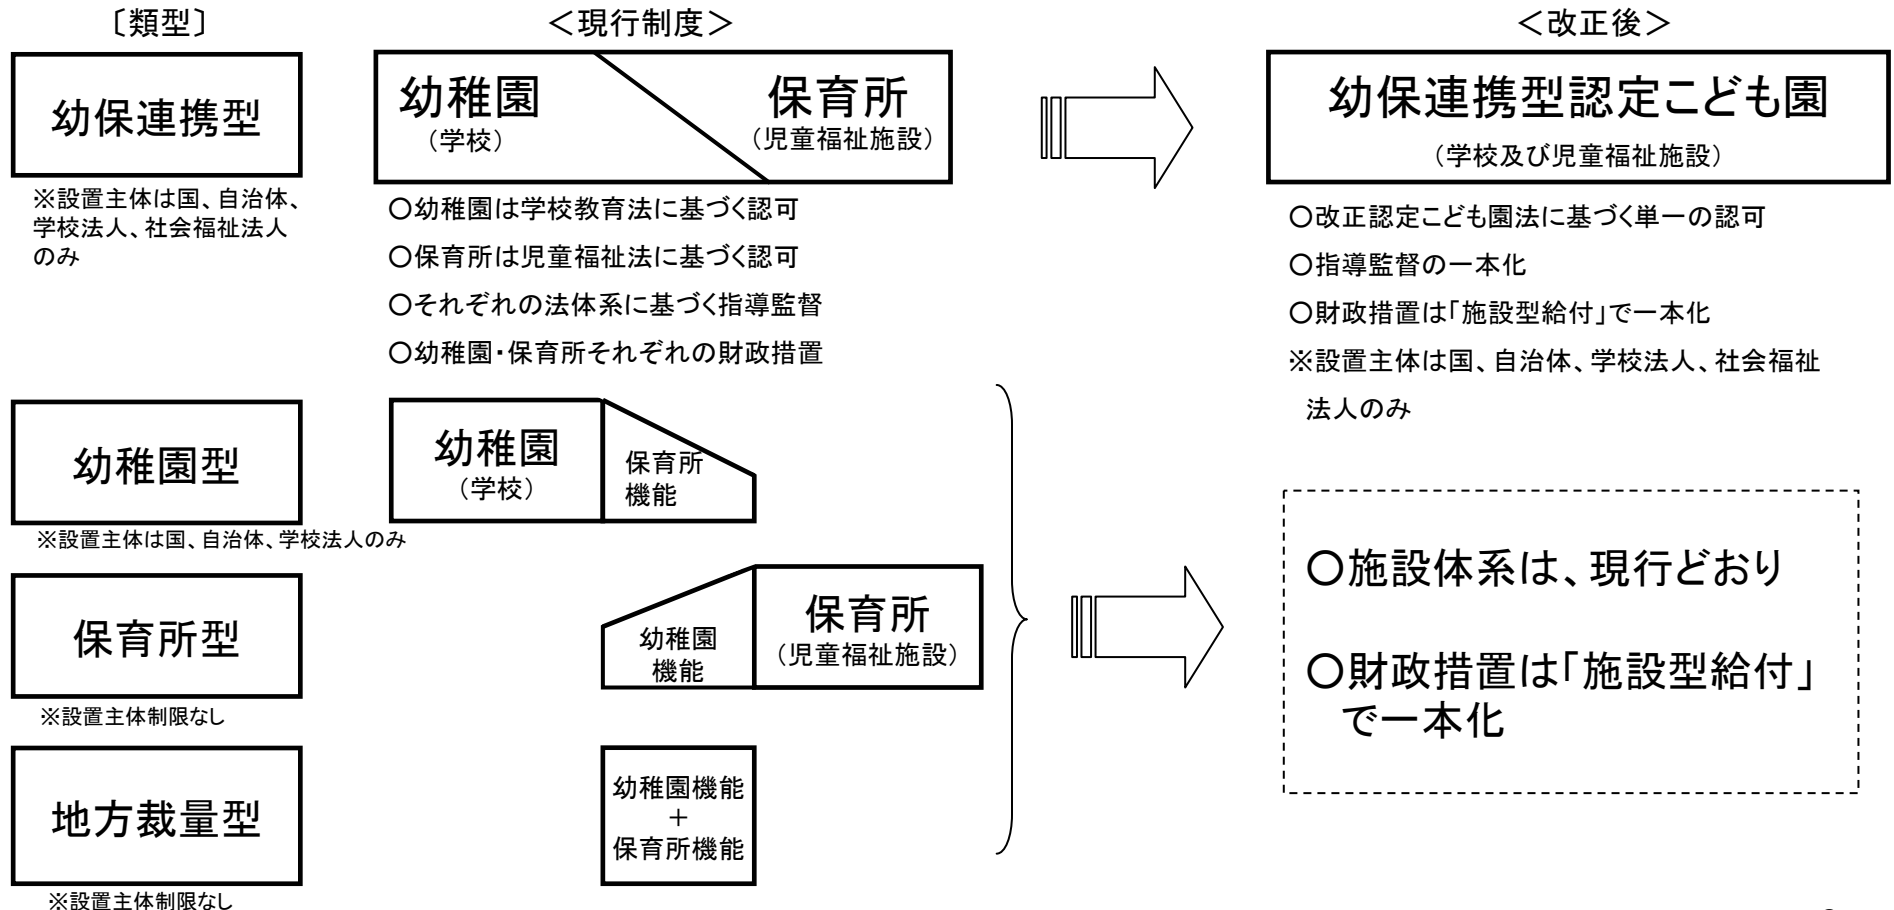 〔類型〕
＜現行制度＞
＜改正後＞
幼保連携型
※設置主体は国、自治体、
学校法人、社会福祉法人
のみ
幼稚園
（学校）
保育所
（児童福祉施設）
○幼稚園は学校教育法に基づく認可
○保育所は児童福祉法に基づく認可
○それぞれの法体系に基づく指導監督
○幼稚園・保育所それぞれの財政措置
幼保連携型認定こども園
（学校及び児童福祉施設）
○改正認定こども園法に基づく単一の認可
○指導監督の一本化
○財政措置は「施設型給付」で一本化
※設置主体は国、自治体、学校法人、社会福祉
法人のみ
幼稚園型
※設置主体は国、自治体、学校法人のみ
幼稚園
（学校）
保育所
機能
保育所型
※設置主体制限なし
幼稚園
機能
保育所
（児童福祉施設）
地方裁量型
※設置主体制限なし
幼稚園機能
＋
保育所機能
○施設体系は、現行どおり
○財政措置は「施設型給付」
で一本化